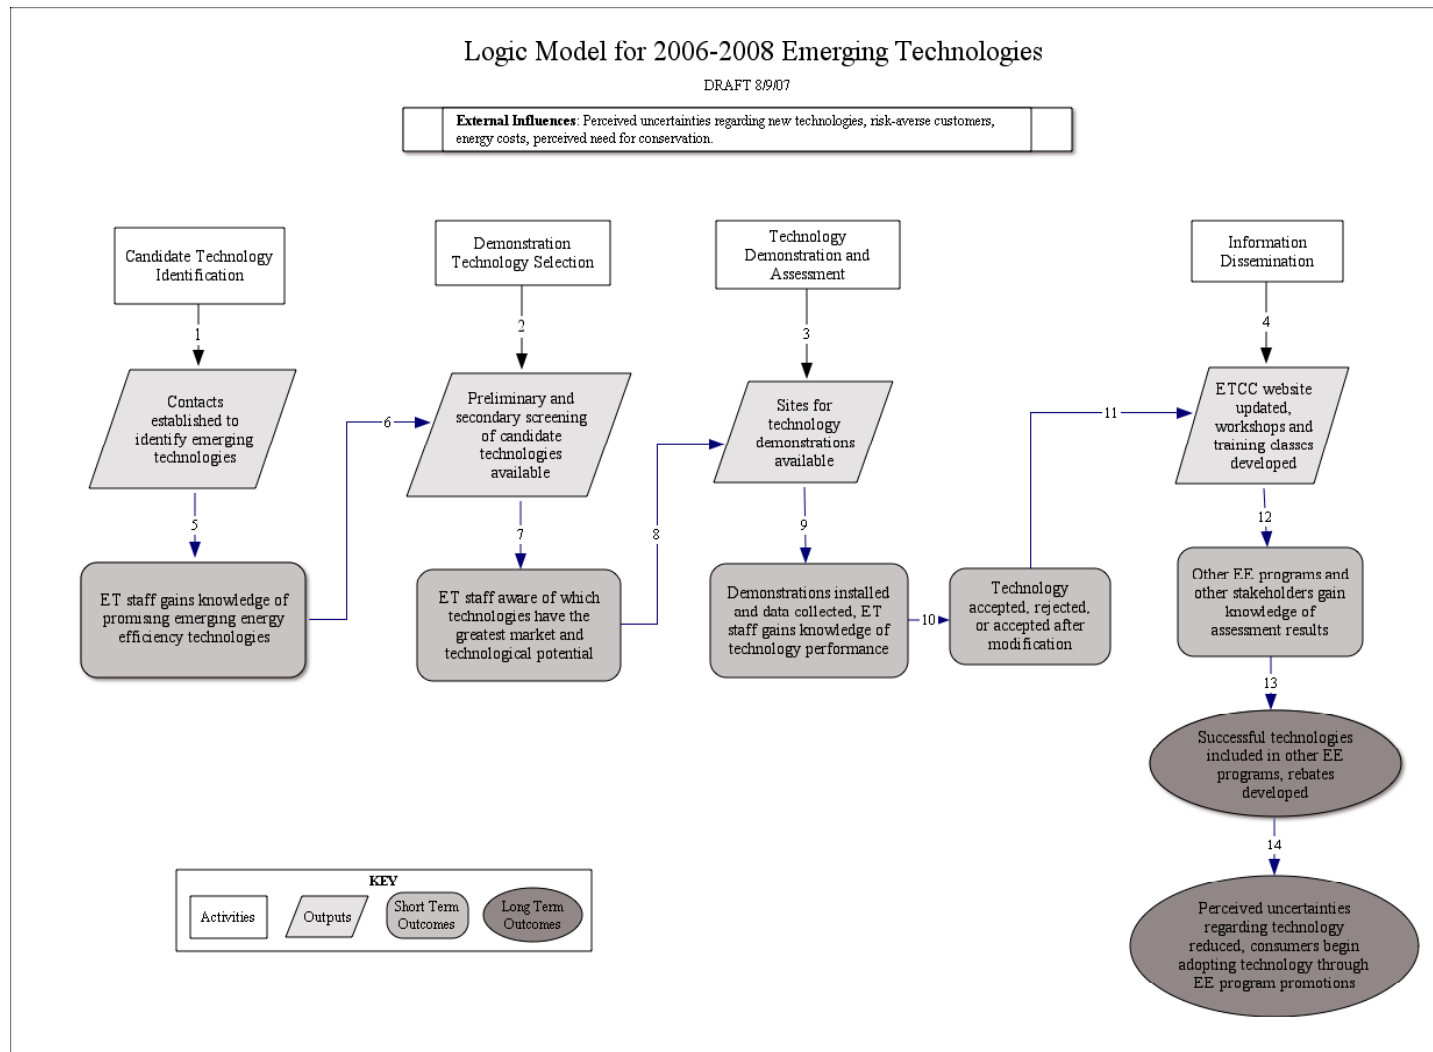 Logic Model for 2006-2008 Emerging Technologies
DRAFT 8/9/07
External Influences: Perceived uncertainties regarding new technologies, risk-averse customers,
energy costs, perceived need for conservation.
Candidate Technology
Identification
Demonstration
Technology Selection
Technology
Demonstration and
Assessment
Information
Dissemination
1
2
3
4
Contacts
established to
identify emerging
technologies
Preliminary and
secondary screening
of candidate
technologies
available
Sites for
technology
demonstrations
available
ETCC website
updated,
workshops and
training classcs
developed
6
11
5
7
8
9
12
ET staff gains knowledge of
promising emerging energy
efficiency technologies
ET staff aware of which
technologies have the
greatest market and
technological potential
Demonstrations installed
and data collected, ET
staff gains knowledge of
technology performance
10
Technology
accepted, rejected,
or accepted after
modification
Other EE programs and
other stakeholders gain
knowledge of
assessment results
13
Successful technologies
included in other EE
programs, rebates
developed
14
Perceived uncertainties
regarding technology
reduced, consumers begin
adopting technology through
EE program promotions
KEY
Activities
Outputs
Short Term
Outcomes
Long Term
Outcomes